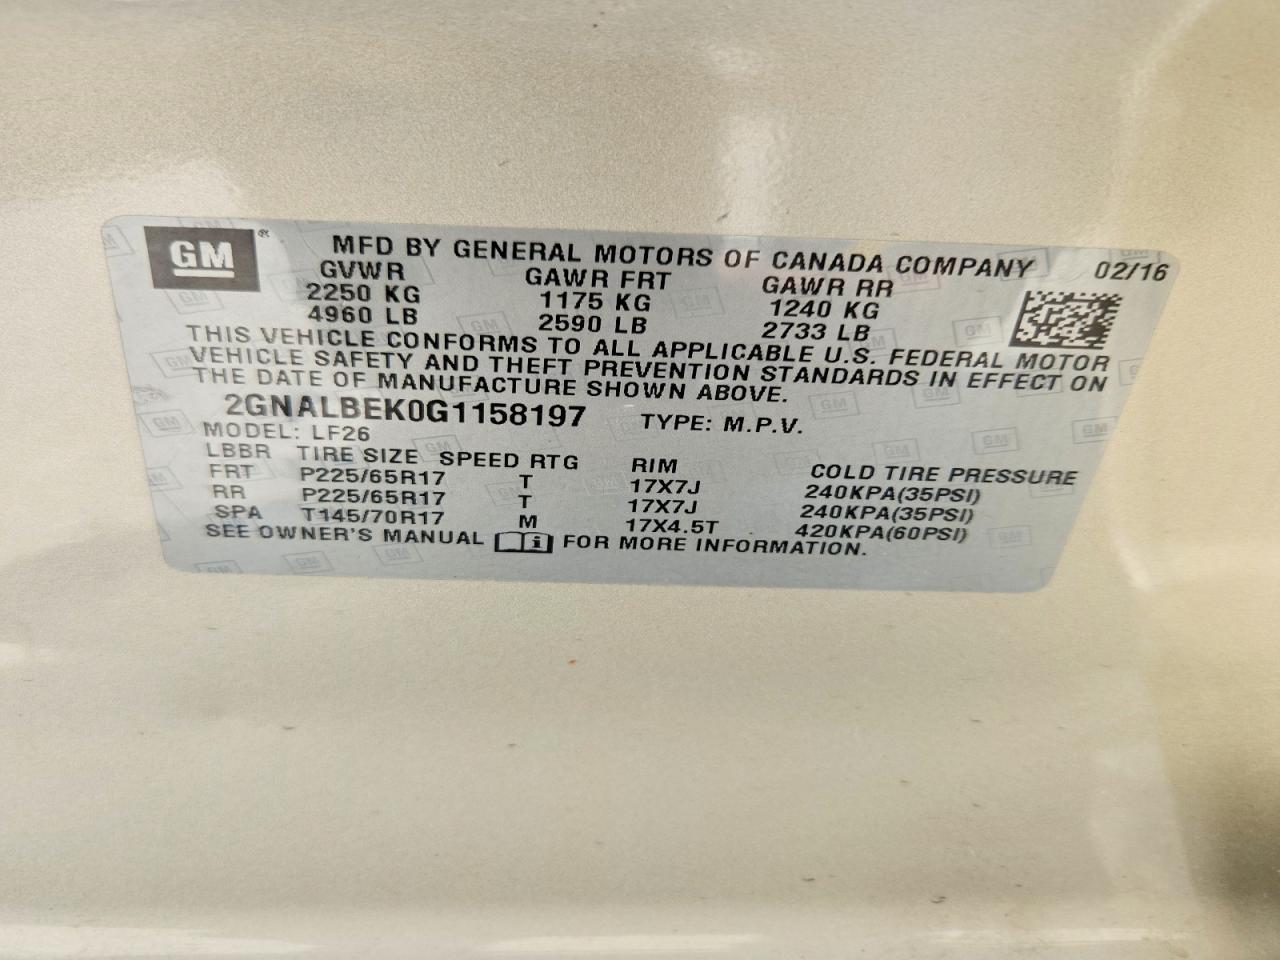 GM ®
MFD BY GENERAL MOTORS OF CANADA COMPANY 02/16
GVWR GAWR FRT GAWR RR
2250 KG 1175 KG 1240 KG
4960 LB 2590 LB 2733 LB
THIS VEHICLE CONFORMS TO ALL APPLICABLE U.S. FEDERAL MOTOR
VEHICLE SAFETY AND THEFT PREVENTION STANDARDS IN EFFECT ON
THE DATE OF MANUFACTURE SHOWN ABOVE.
2GNALBEK0G1158197 TYPE: M.P.V.
MODEL: LF26
LBBR TIRE SIZE SPEED RTG RIM COLD TIRE PRESSURE
FRT P225/65R17 T 17X7J 240KPA(35PSI)
RR P225/65R17 T 17X7J 240KPA(35PSI)
SPA T145/70R17 M 17X4.5T 420KPA(60PSI)
SEE OWNER'S MANUAL i FOR MORE INFORMATION.